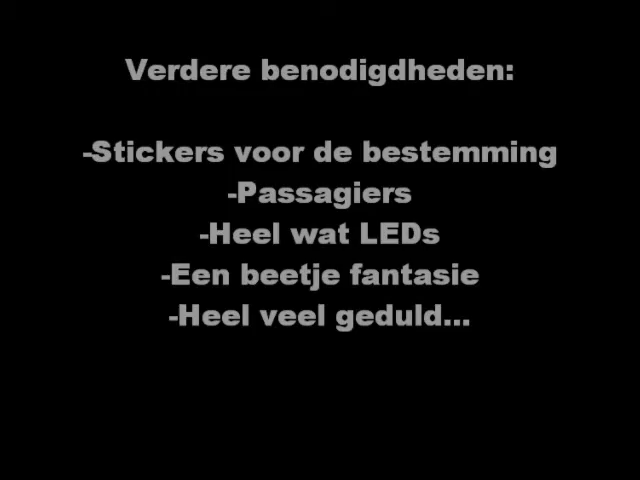 Verdere benodigdheden:
-Stickers voor de bestemming
-Passagiers
-Heel wat LEDs
-Een beetje fantasie
-Heel veel geduld...